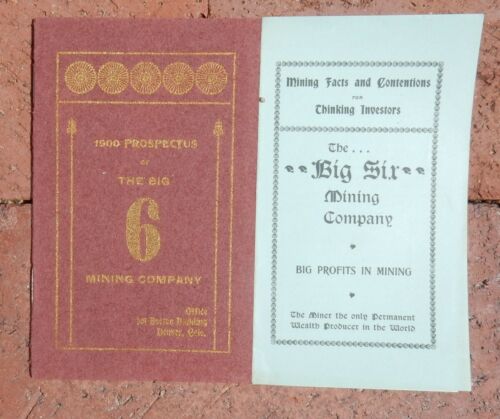 1900 PROSPECTUS
OF
THE BIG
6
MINING COMPANY
Office
Building
Denver, Colo.
Mining Facts and Contentions
FOR
Thinking Investors
The...
Big Six
Mining
Company
BIG PROFITS IN MINING
The Miner the only Permanent
Wealth Producer in the World